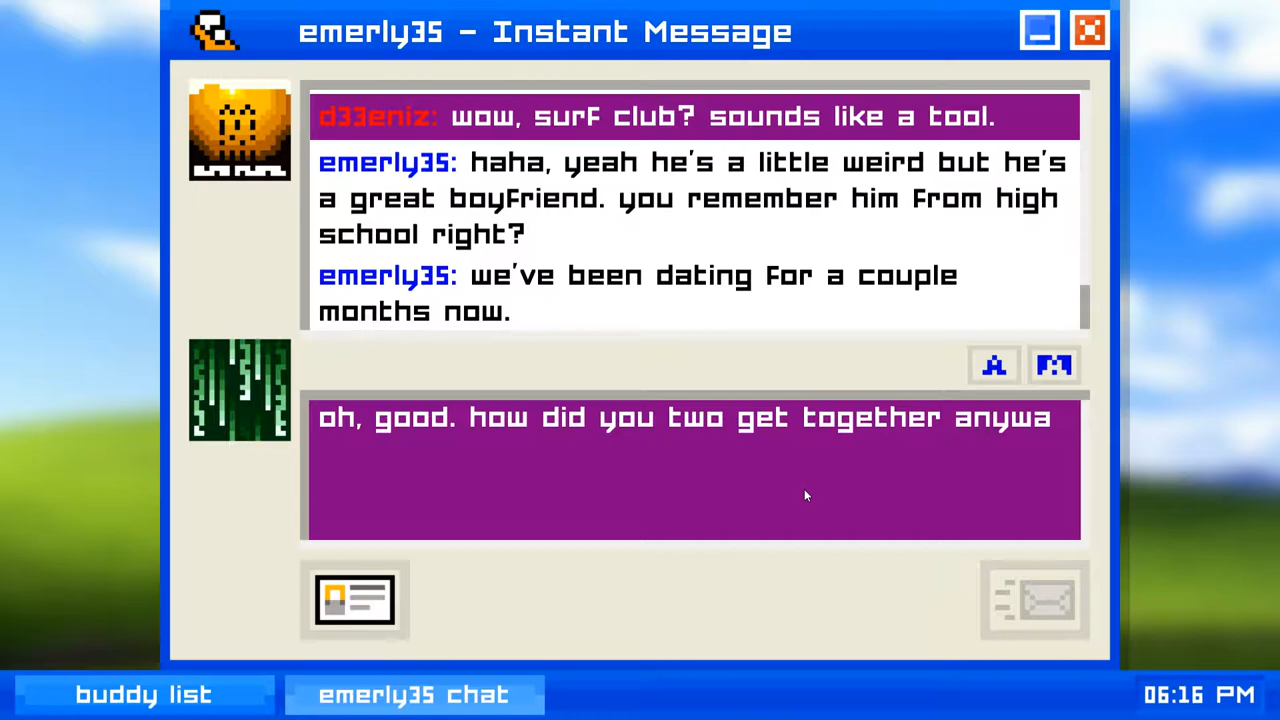 emerly35 - Instant Message
d33eniz: wow, surf club? sounds like a tool.
emerly35: haha, yeah he's a little weird but he's
a great boyfriend. you remember him from high
school right?
emerly35: we've been dating for a couple
months now.
A
oh, good. how did you two get together anywa
buddy list
emerly35 chat
06:16 PM